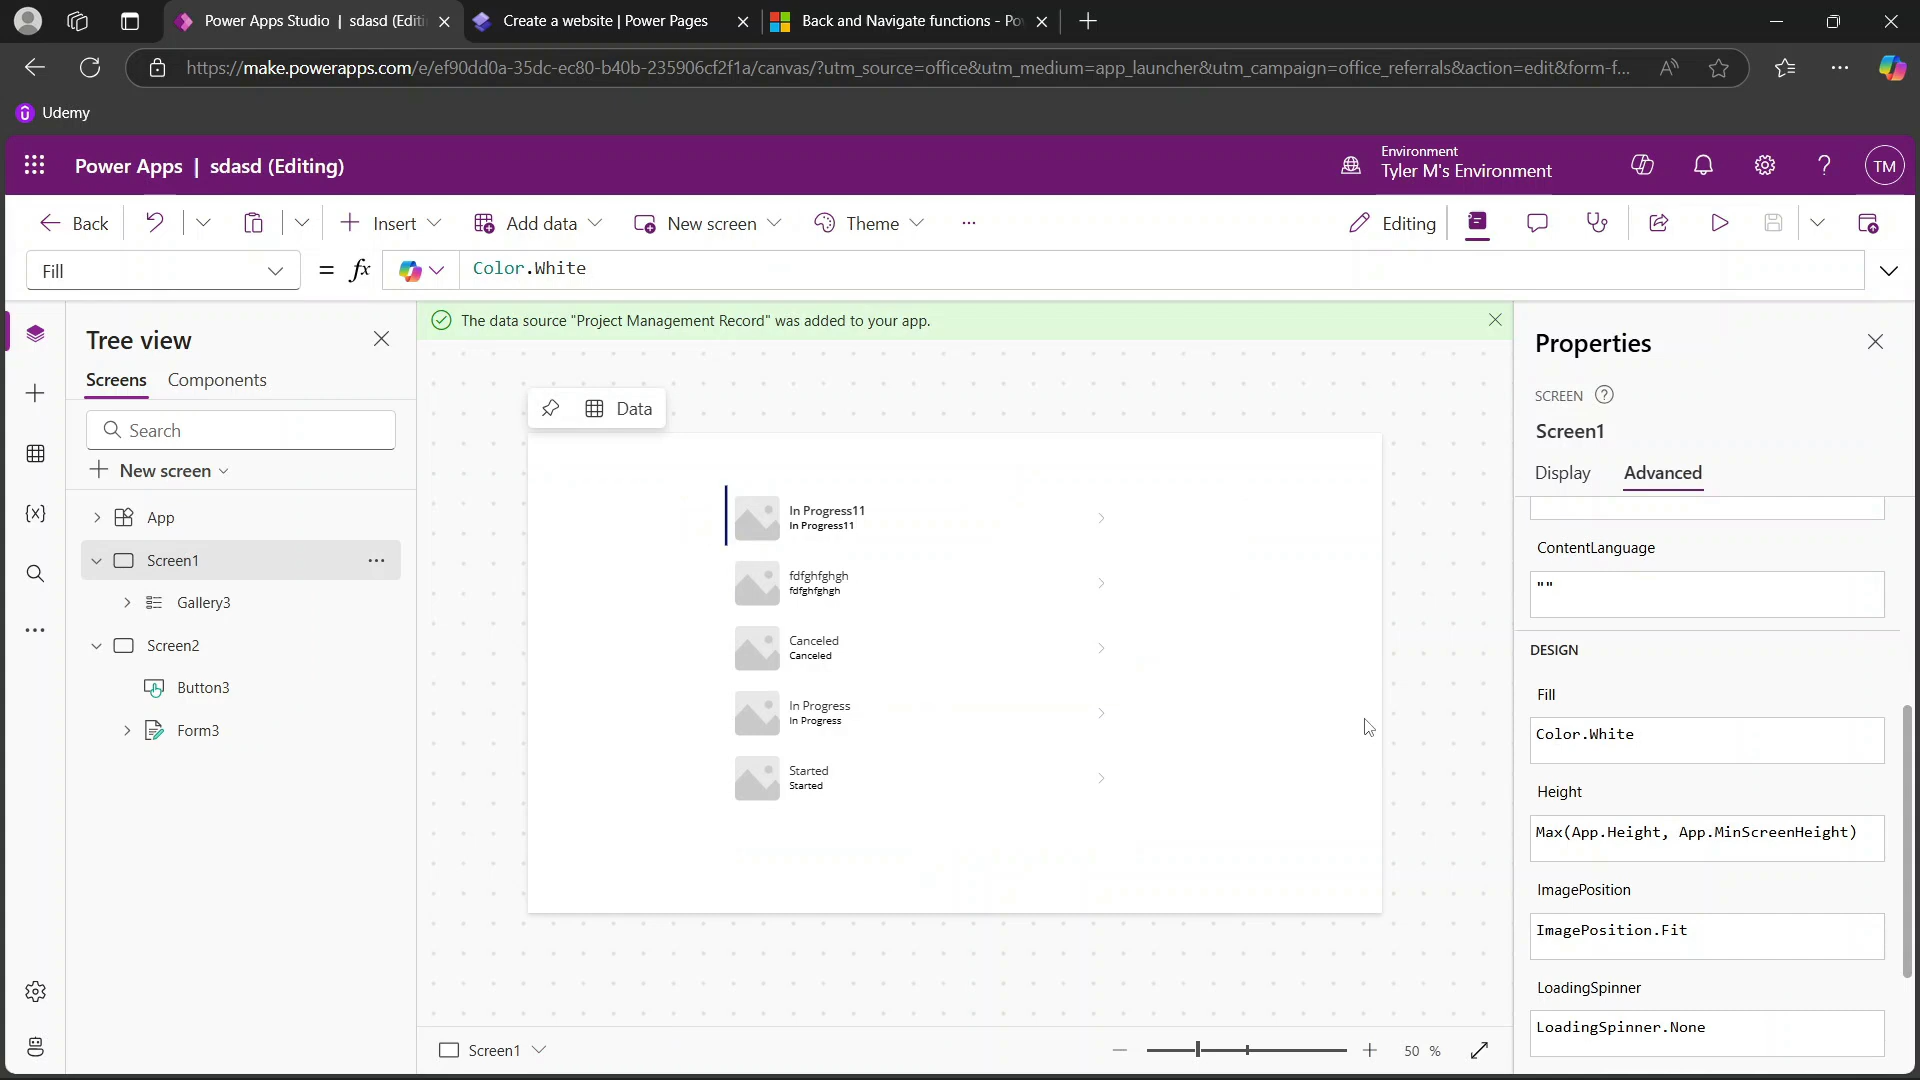 Power Apps Studio | sdasd (Editi
Create a website | Power Pages
Back and Navigate functions - Po
https://make.powerapps.com/e/ef90dd0a-35dc-ec80-b40b-235906cf2f1a/canvas/?utm_source=office&utm_medium=app_launcher&utm_campaign=office_referrals&action=edit&form-f...
Udemy
Power Apps | sdasd (Editing)
Environment
Tyler M's Environment
TM
Back
Insert
Add data
New screen
Theme
Editing
Fill
= fx
Color.White
The data source "Project Management Record" was added to your app.
Tree view
Screens
Components
Search
New screen
App
Screen1
Gallery3
Screen2
Button3
Form3
Data
In Progress11
In Progress11
fdfghfghgh
fdfghfghgh
Canceled
Canceled
In Progress
In Progress
Started
Started
Screen1
50 %
Properties
SCREEN
Screen1
Display
Advanced
ContentLanguage
""
DESIGN
Fill
Color.White
Height
Max(App.Height, App.MinScreenHeight)
ImagePosition
ImagePosition.Fit
LoadingSpinner
LoadingSpinner.None